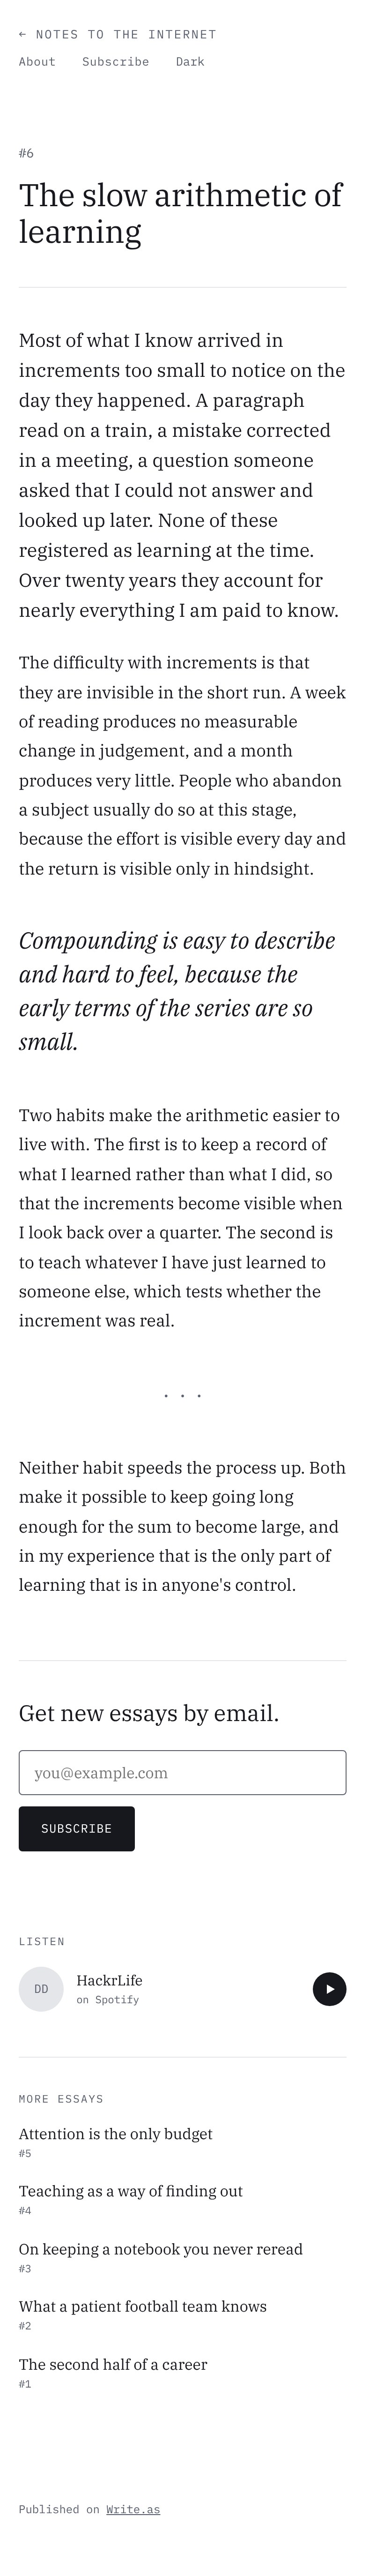 ← NOTES TO THE INTERNET
About Subscribe Dark
#6
The slow arithmetic of
learning
Most of what I know arrived in
increments too small to notice on the
day they happened. A paragraph
read on a train, a mistake corrected
in a meeting, a question someone
asked that I could not answer and
looked up later. None of these
registered as learning at the time.
Over twenty years they account for
nearly everything I am paid to know.
The difficulty with increments is that
they are invisible in the short run. A week
of reading produces no measurable
change in judgement, and a month
produces very little. People who abandon
a subject usually do so at this stage,
because the effort is visible every day and
the return is visible only in hindsight.
Compounding is easy to describe
and hard to feel, because the
early terms of the series are so
small.
Two habits make the arithmetic easier to
live with. The first is to keep a record of
what I learned rather than what I did, so
that the increments become visible when
I look back over a quarter. The second is
to teach whatever I have just learned to
someone else, which tests whether the
increment was real.
· · ·
Neither habit speeds the process up. Both
make it possible to keep going long
enough for the sum to become large, and
in my experience that is the only part of
learning that is in anyone's control.
Get new essays by email.
you@example.com
SUBSCRIBE
LISTEN
DD
HackrLife
on Spotify
MORE ESSAYS
Attention is the only budget
#5
Teaching as a way of finding out
#4
On keeping a notebook you never reread
#3
What a patient football team knows
#2
The second half of a career
#1
Published on Write.as